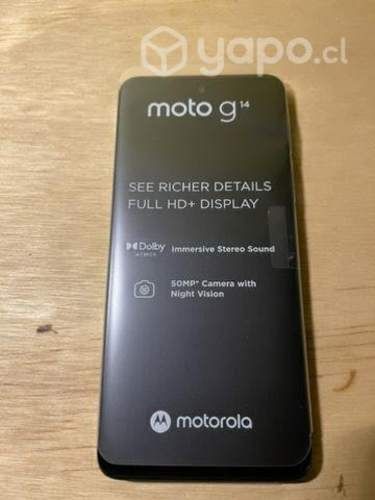 yapo.cl
moto g14
SEE RICHER DETAILS
FULL HD+ DISPLAY
Dolby ATMOS Immersive Stereo Sound
50MP* Camera with
Night Vision
motorola